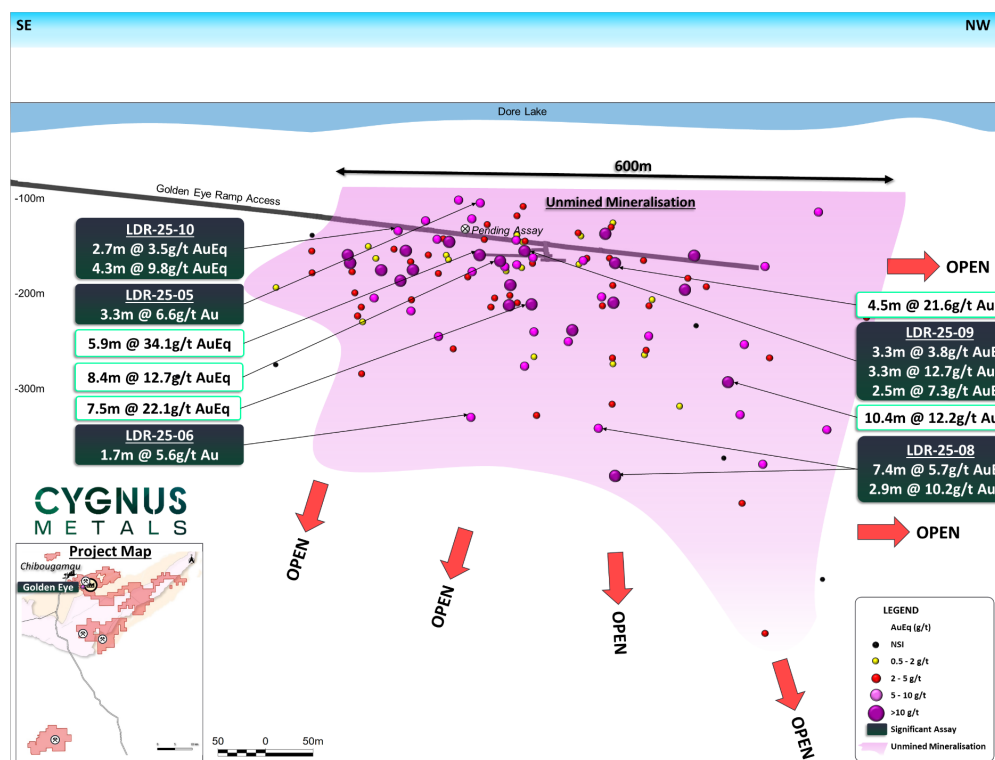 SE
NW
Dore Lake
600m
Golden Eye Ramp Access
-100m
Unmined Mineralisation
Pending Assay
LDR-25-10
2.7m @ 3.5g/t AuEq
4.3m @ 9.8g/t AuEq
-200m
LDR-25-05
3.3m @ 6.6g/t Au
5.9m @ 34.1g/t AuEq
8.4m @ 12.7g/t AuEq
-300m
7.5m @ 22.1g/t AuEq
LDR-25-06
1.7m @ 5.6g/t Au
OPEN
4.5m @ 21.6g/t AuE
LDR-25-09
3.3m @ 3.8g/t AuE
3.3m @ 12.7g/t AuE
2.5m @ 7.3g/t AuE
10.4m @ 12.2g/t AuE
LDR-25-08
7.4m @ 5.7g/t AuE
2.9m @ 10.2g/t AuE
OPEN
OPEN
OPEN
OPEN
OPEN
CYGNUS
METALS
Project Map
Chibougamau
Golden Eye
50 0 50m
LEGEND
AuEq (g/t)
NSI
0.5 - 2 g/t
2 - 5 g/t
5 - 10 g/t
>10 g/t
Significant Assay
Unmined Mineralisation